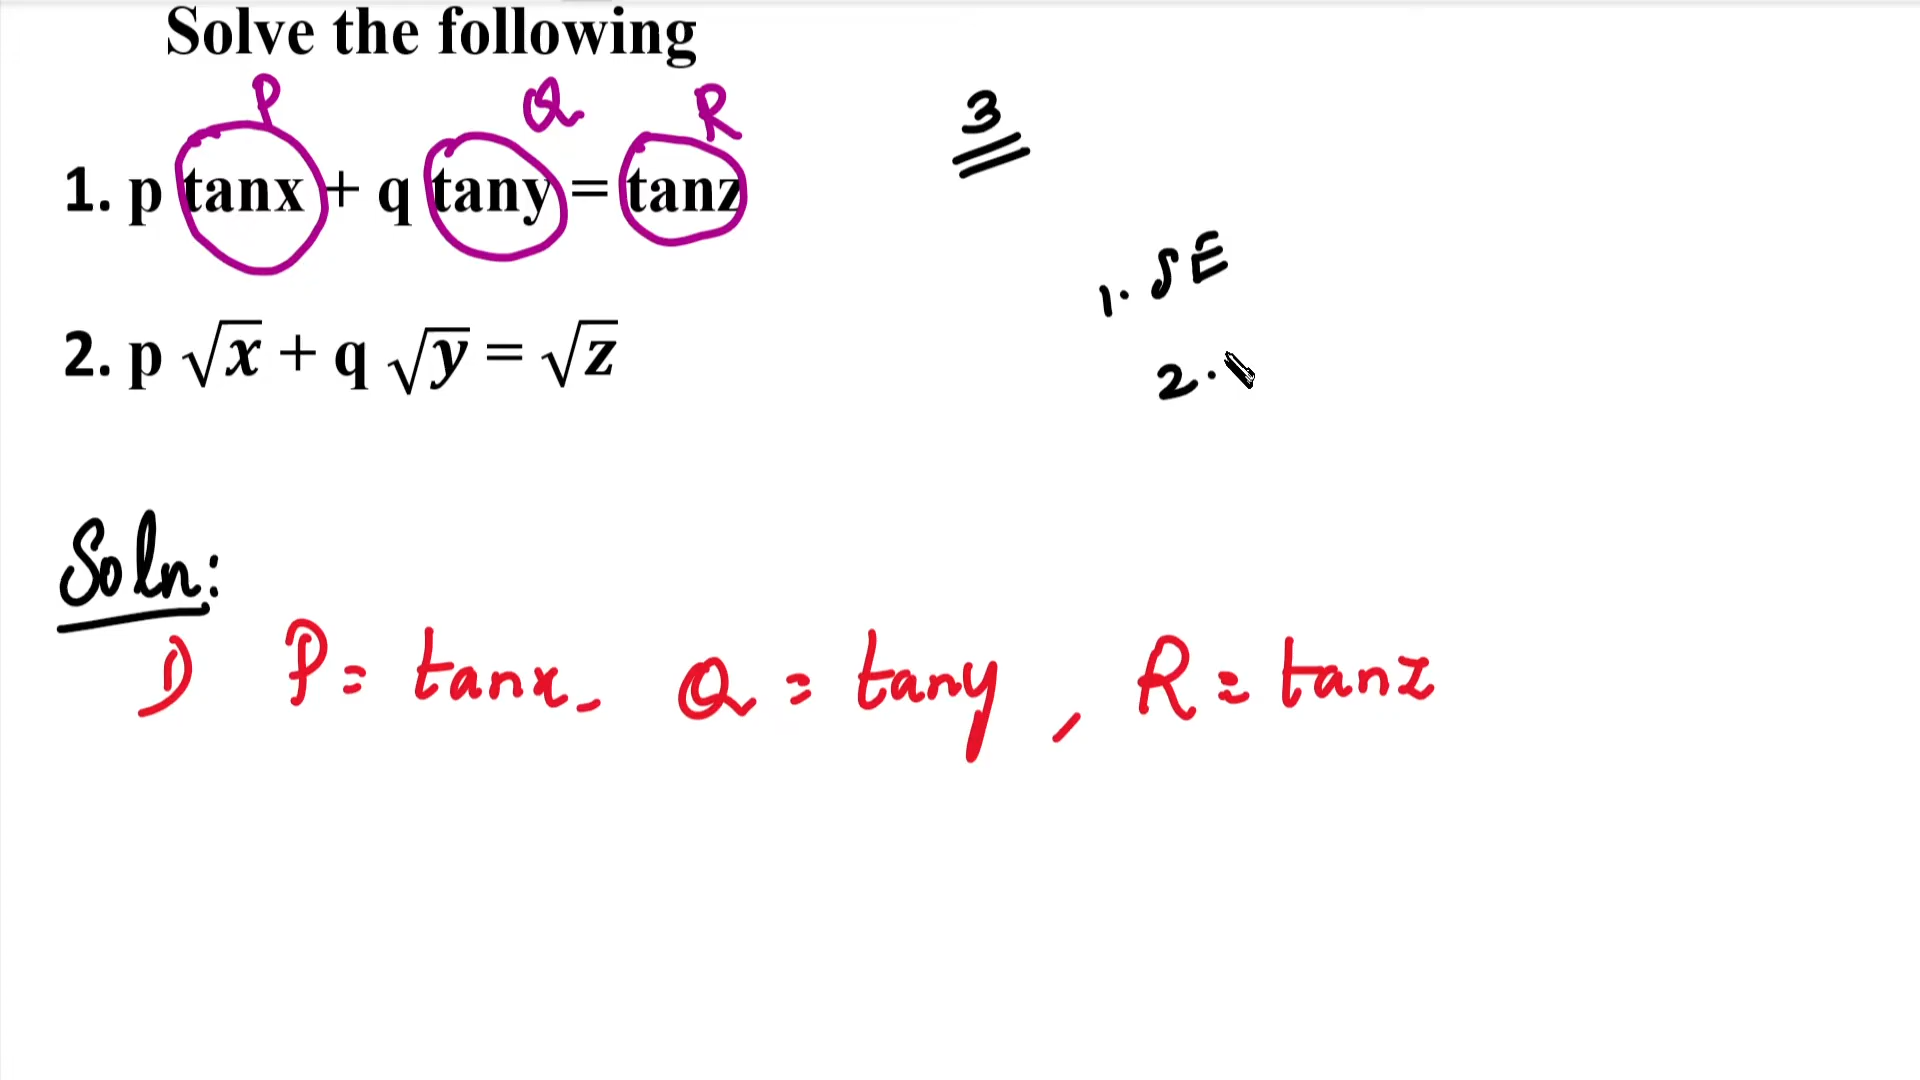 Solve the following
P Q R
1. p tanx + q tany = tanz
3
1. SE
2. p √x + q √y = √z
2.
Soln:
1) P = tanx, Q = tany, R = tanz